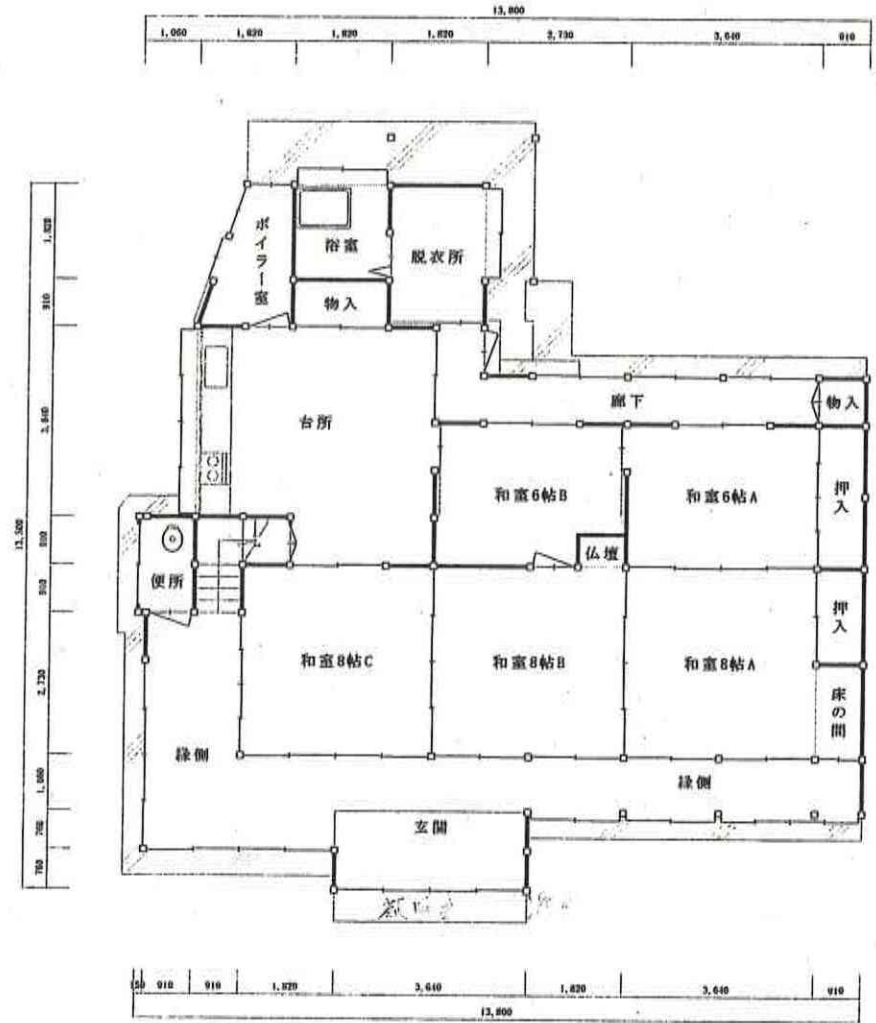 13,800
1,060 1,820 1,820 1,820 2,730 3,640 910
1,820
910
13,500
910
2,730
1,060
760
ボイラー室
浴室
脱衣所
物入
台所
廊下
物入
和室6帖B
和室6帖A
押入
仏壇
便所
押入
和室8帖C
和室8帖B
和室8帖A
床の間
縁側
縁側
玄関
150 910 910 1,820 3,640 1,820 3,640 910
13,800